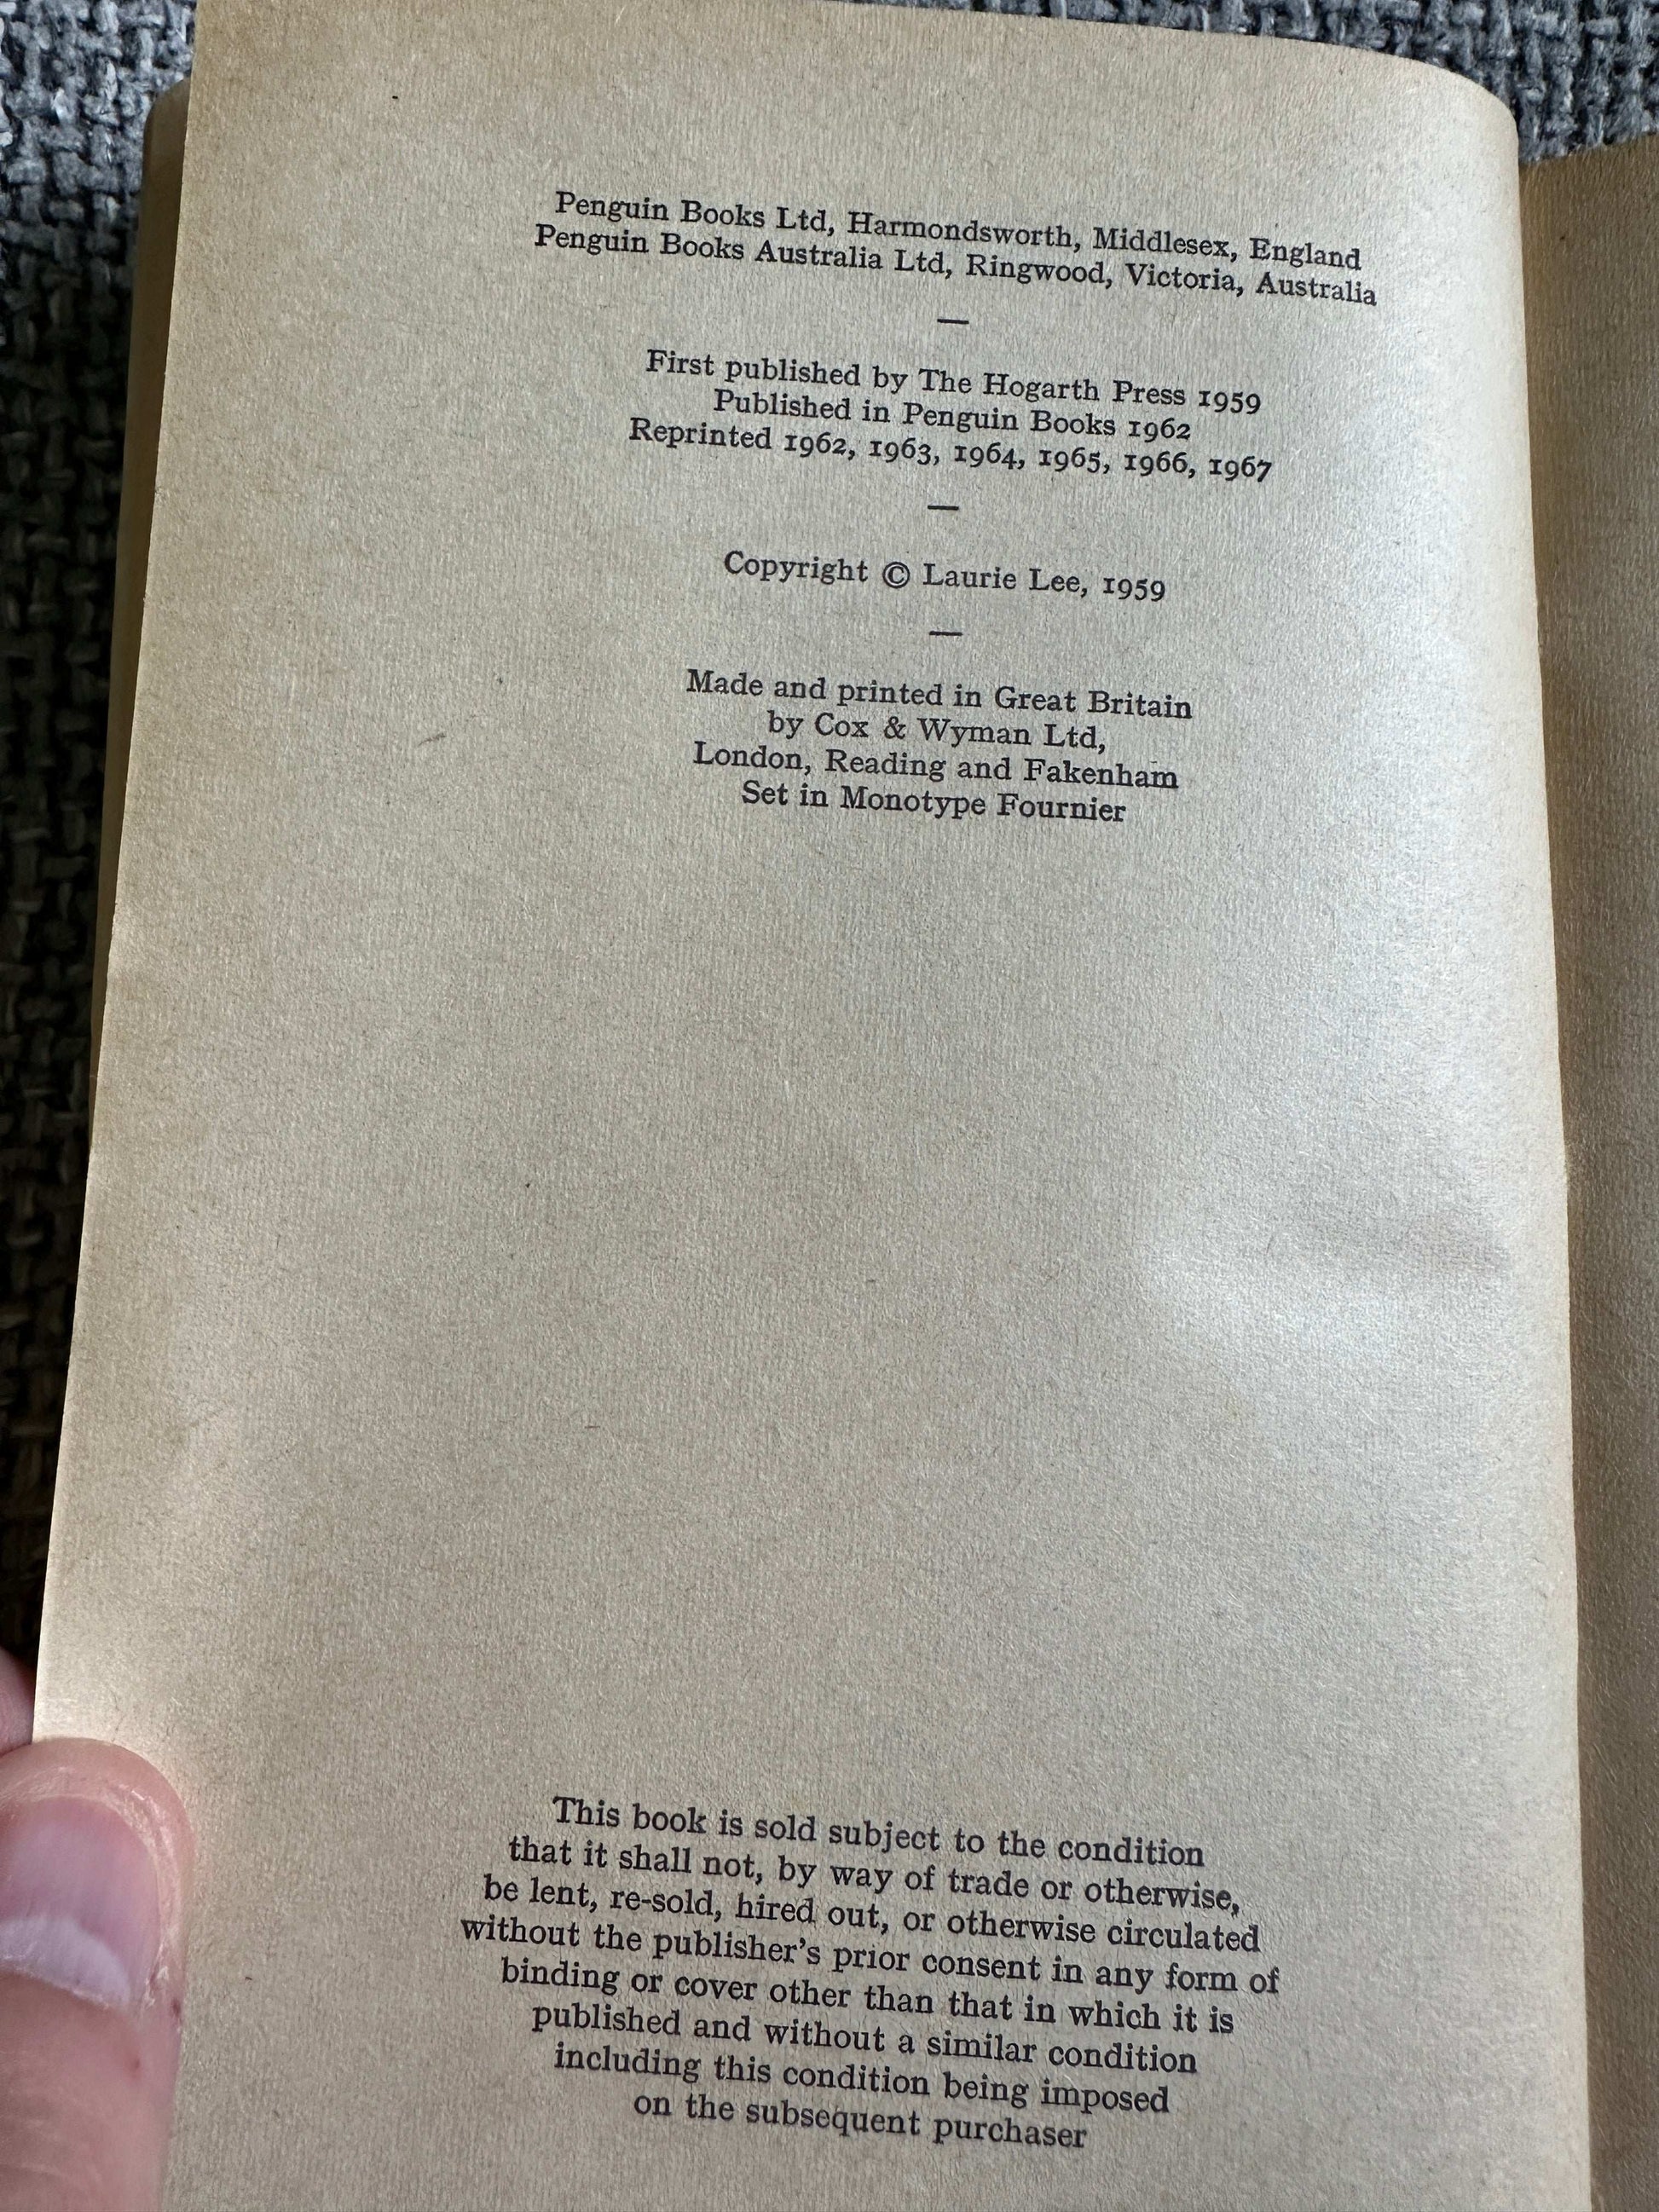 Penguin Books Ltd, Harmondsworth, Middlesex, England
Penguin Books Australia Ltd, Ringwood, Victoria, Australia
—
First published by The Hogarth Press 1959
Published in Penguin Books 1962
Reprinted 1962, 1963, 1964, 1965, 1966, 1967
—
Copyright © Laurie Lee, 1959
—
Made and printed in Great Britain
by Cox & Wyman Ltd,
London, Reading and Fakenham
Set in Monotype Fournier
This book is sold subject to the condition
that it shall not, by way of trade or otherwise,
be lent, re-sold, hired out, or otherwise circulated
without the publisher's prior consent in any form of
binding or cover other than that in which it is
published and without a similar condition
including this condition being imposed
on the subsequent purchaser